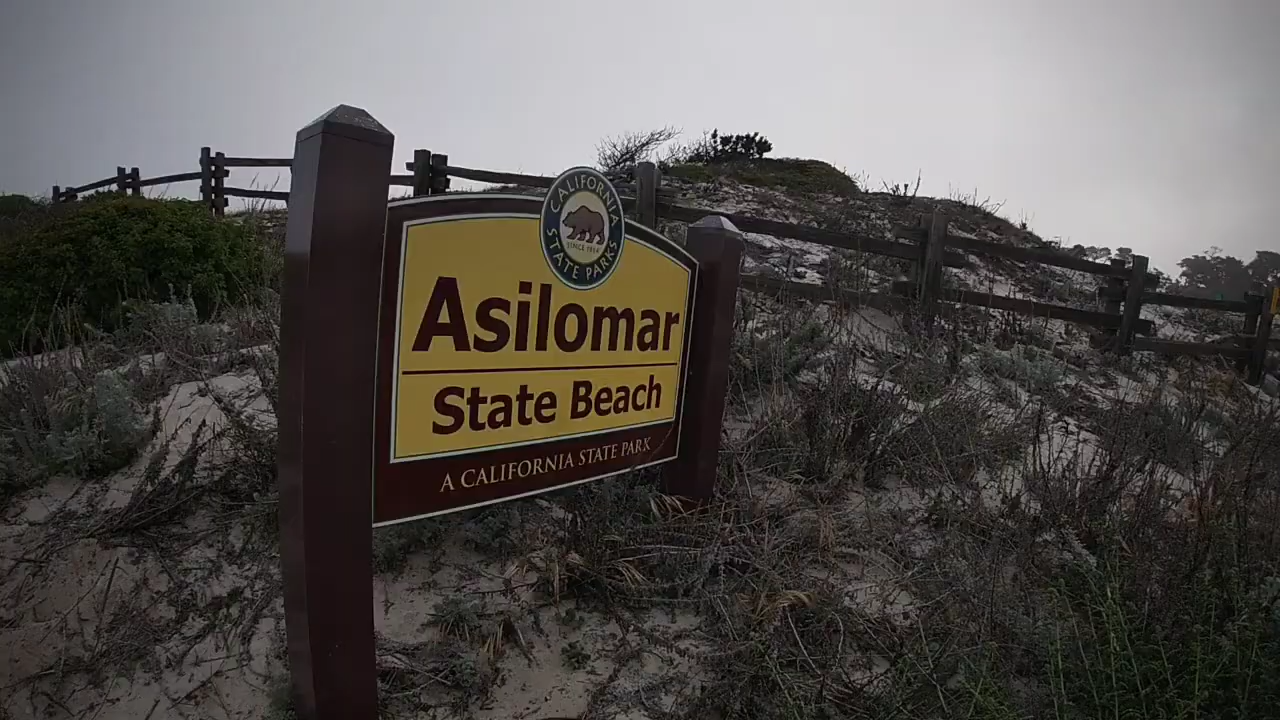 CALIFORNIA
SINCE 1864
STATE PARKS
Asilomar
State Beach
A CALIFORNIA STATE PARK